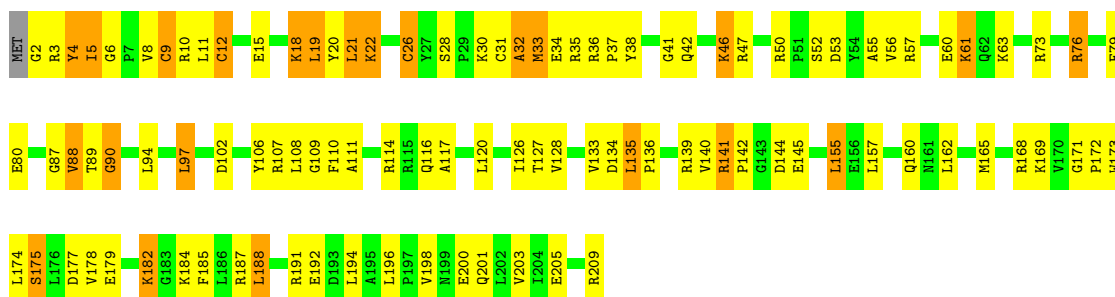 MET G2 R3 Y4 I5 G6 P7 V8 C9 R10 L11 C12 E15 K18 L19 Y20 L21 K22 C26 Y27 S28 P29 K30 C31 A32 M33 E34 R35 R36 P37 Y38 G41 Q42 K46 R47 R50 P51 S52 D53 Y54 A55 V56 R57 E60 K61 Q62 K63 R73 R76
E80 G87 V88 T89 G90 L94 L97 D102 Y106 R107 L108 G109 F110 A111 R114 R115 Q116 A117 L120 I126 T127 V128 V133 D134 L135 P136 R139 V140 R141 P142 G143 D144 E145 L155 E156 L157 Q160 N161 L162 M165 R168 K169 V170 G171 P172
L174 S175 L176 D177 V178 E179 K182 G183 K184 F185 L186 R187 L188 R191 E192 D193 L194 A195 L196 P197 V198 N199 E200 Q201 L202 V203 I204 E205 R209